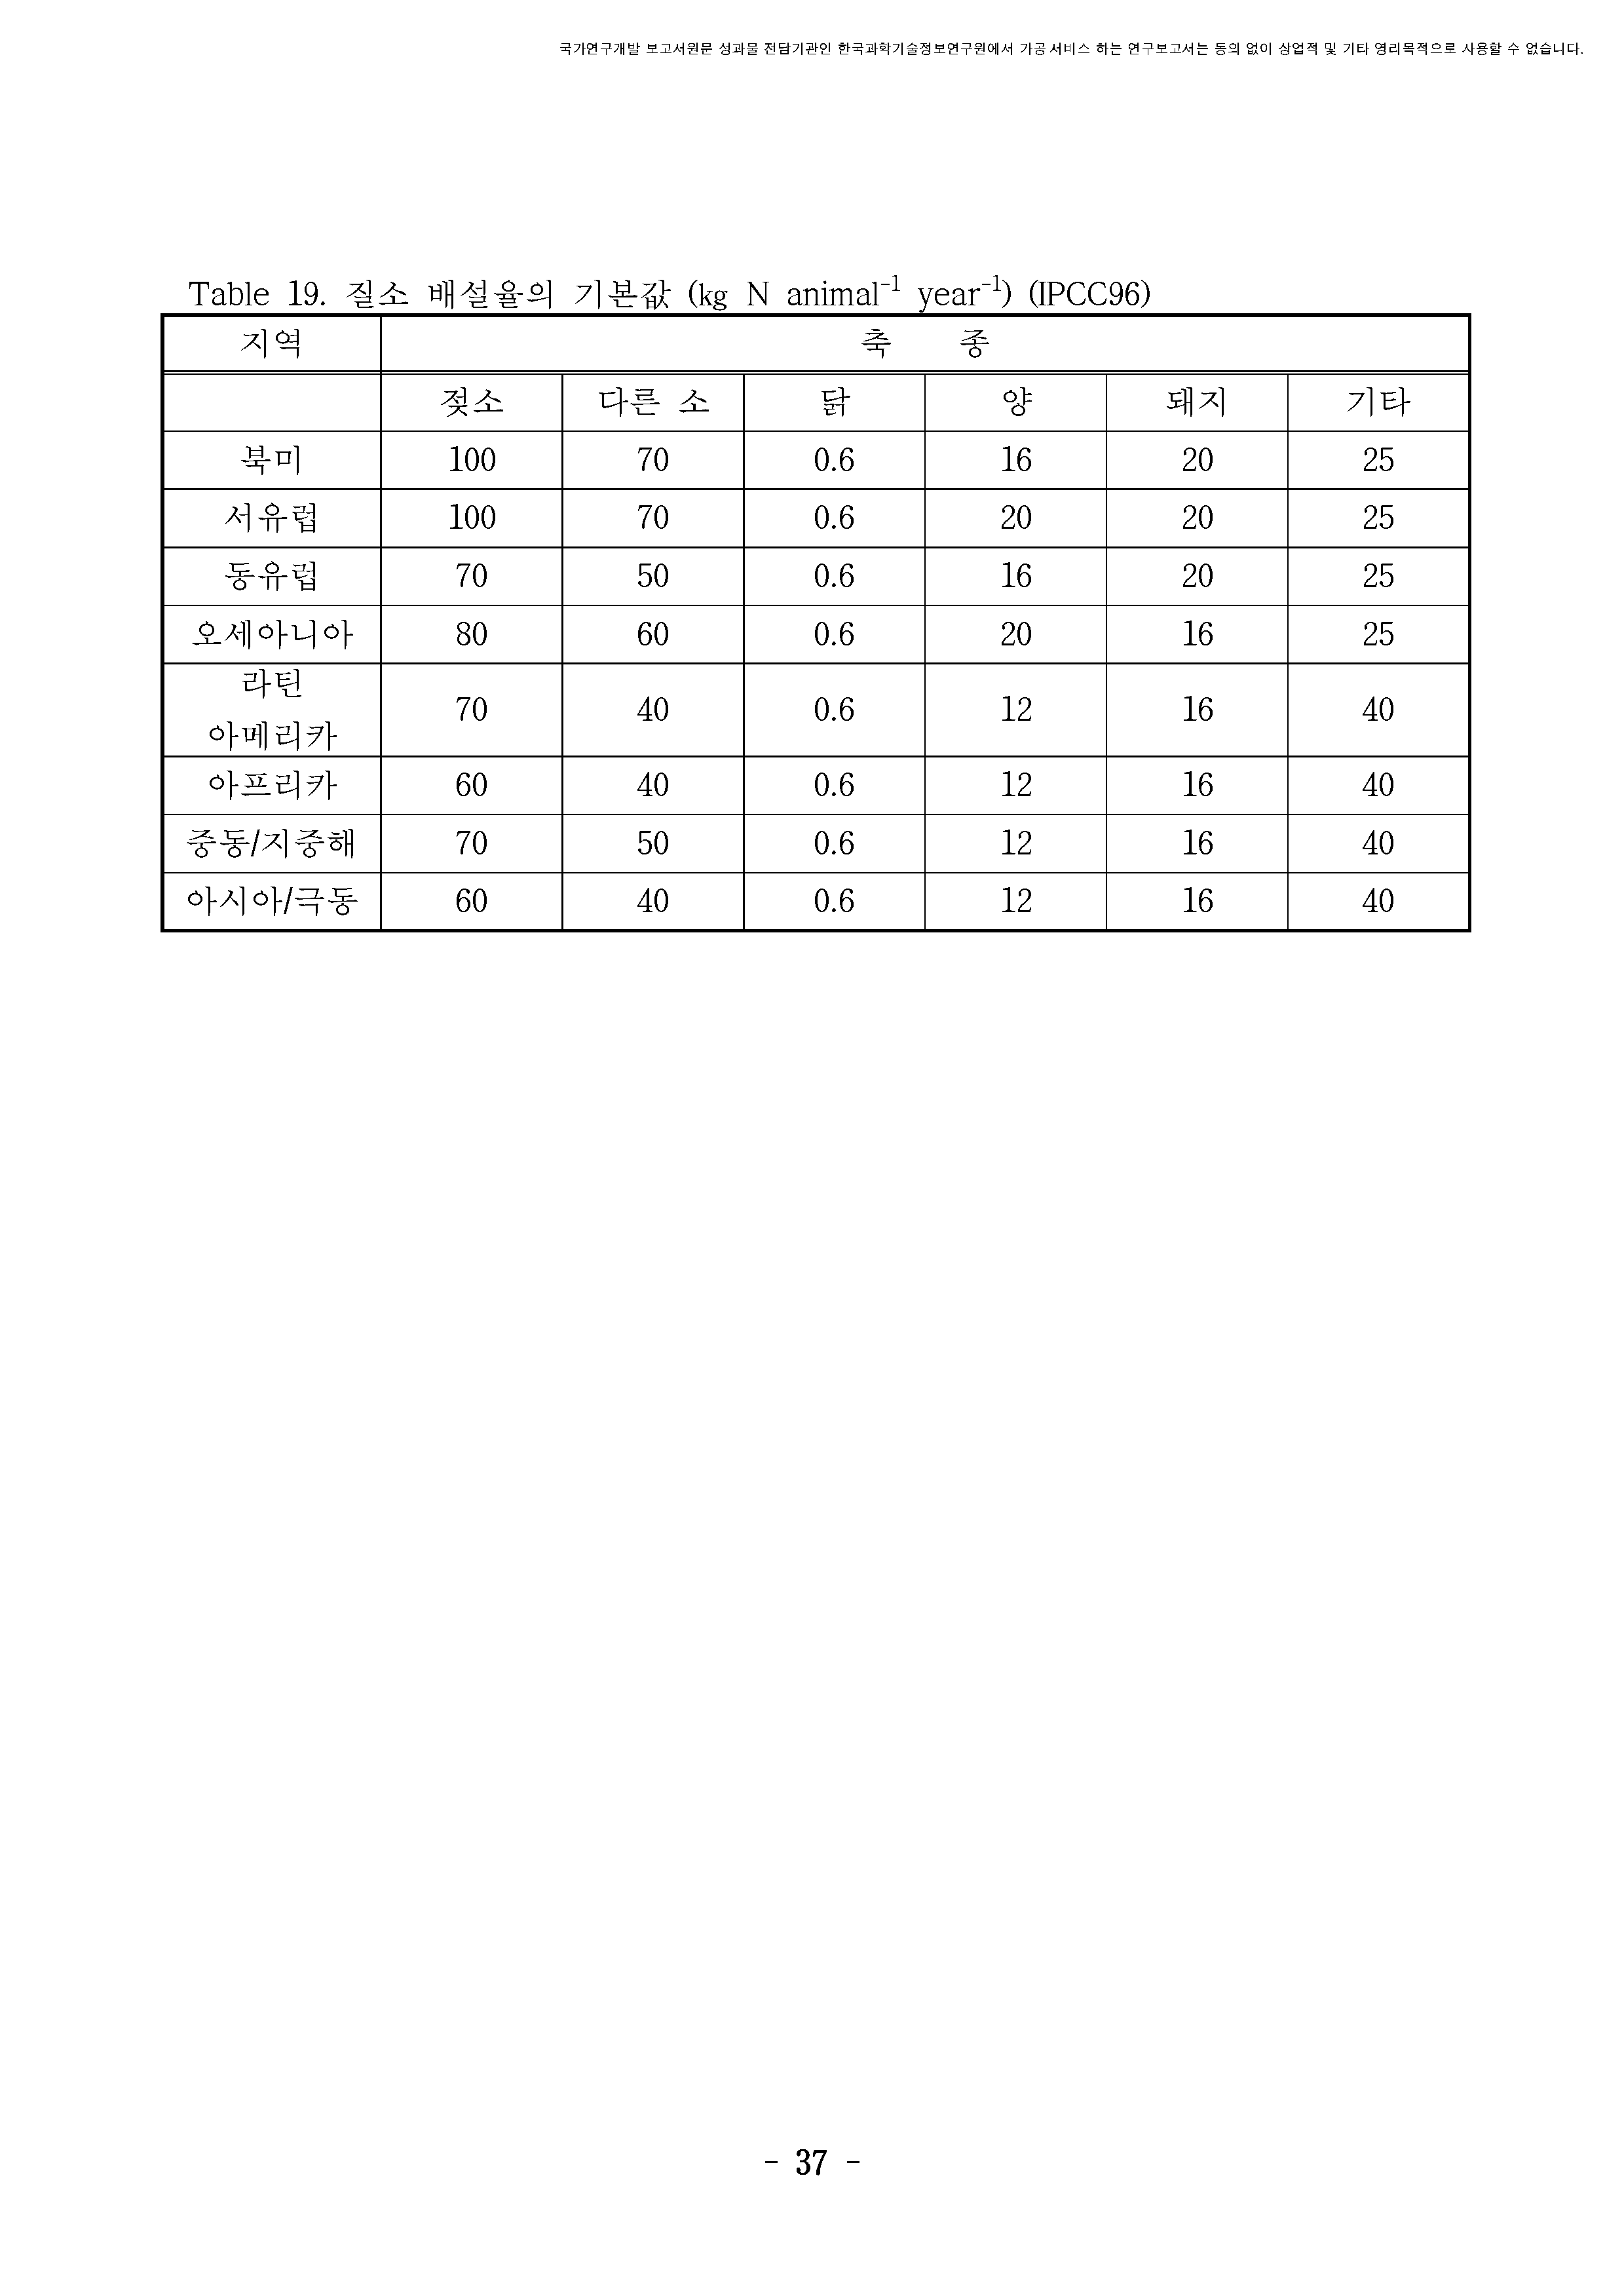 국가연구개발 보고서원문 성과물 전담기관인 한국과학기술정보연구원에서 가공·서비스 하는 연구보고서는 동의 없이 상업적 및 기타 영리목적으로 사용할 수 없습니다.
Table 19. 질소 배설율의 기본값 (kg N animal⁻¹ year⁻¹) (IPCC96)
지역 축 종
젖소 다른 소 닭 양 돼지 기타
북미 100 70 0.6 16 20 25
서유럽 100 70 0.6 20 20 25
동유럽 70 50 0.6 16 20 25
오세아니아 80 60 0.6 20 16 25
라틴
아메리카 70 40 0.6 12 16 40
아프리카 60 40 0.6 12 16 40
중동/지중해 70 50 0.6 12 16 40
아시아/극동 60 40 0.6 12 16 40
- 37 -